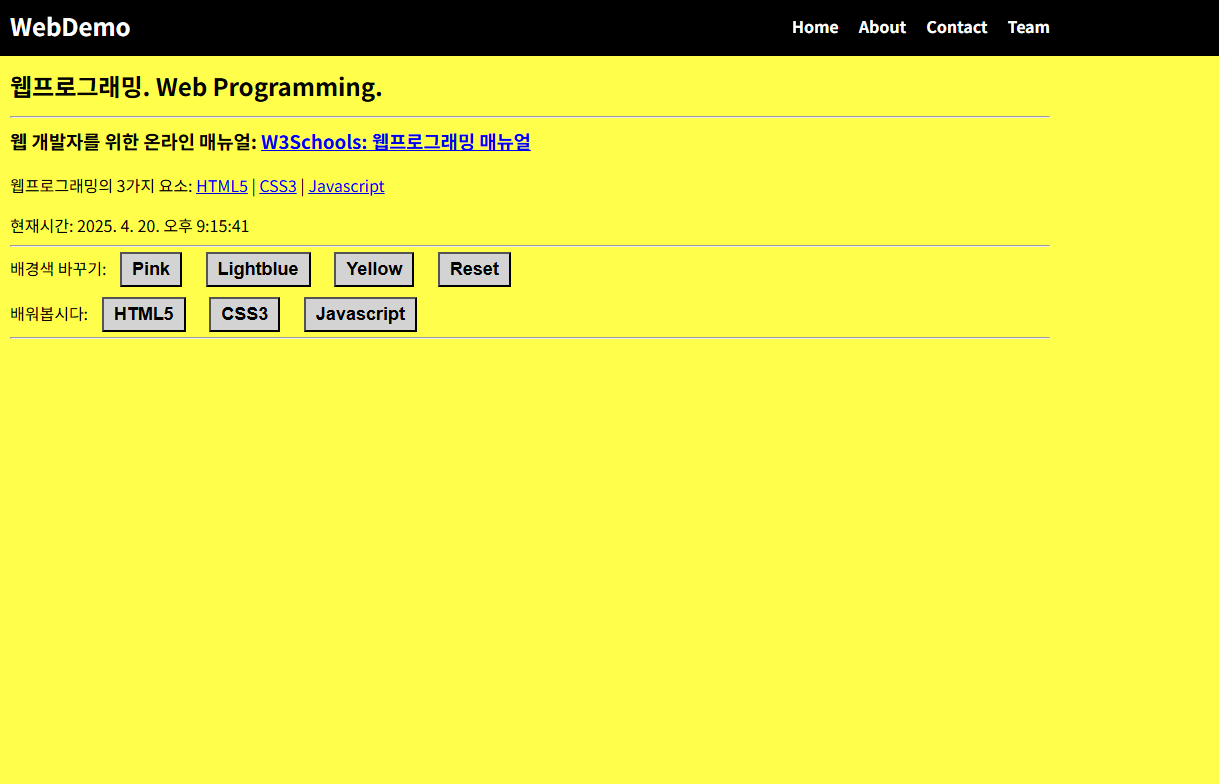 WebDemo Home About Contact Team
웹프로그래밍. Web Programming.
웹 개발자를 위한 온라인 매뉴얼: W3Schools: 웹프로그래밍 매뉴얼
웹프로그래밍의 3가지 요소: HTML5 | CSS3 | Javascript
현재시간: 2025. 4. 20. 오후 9:15:41
배경색 바꾸기: Pink Lightblue Yellow Reset
배워봅시다: HTML5 CSS3 Javascript